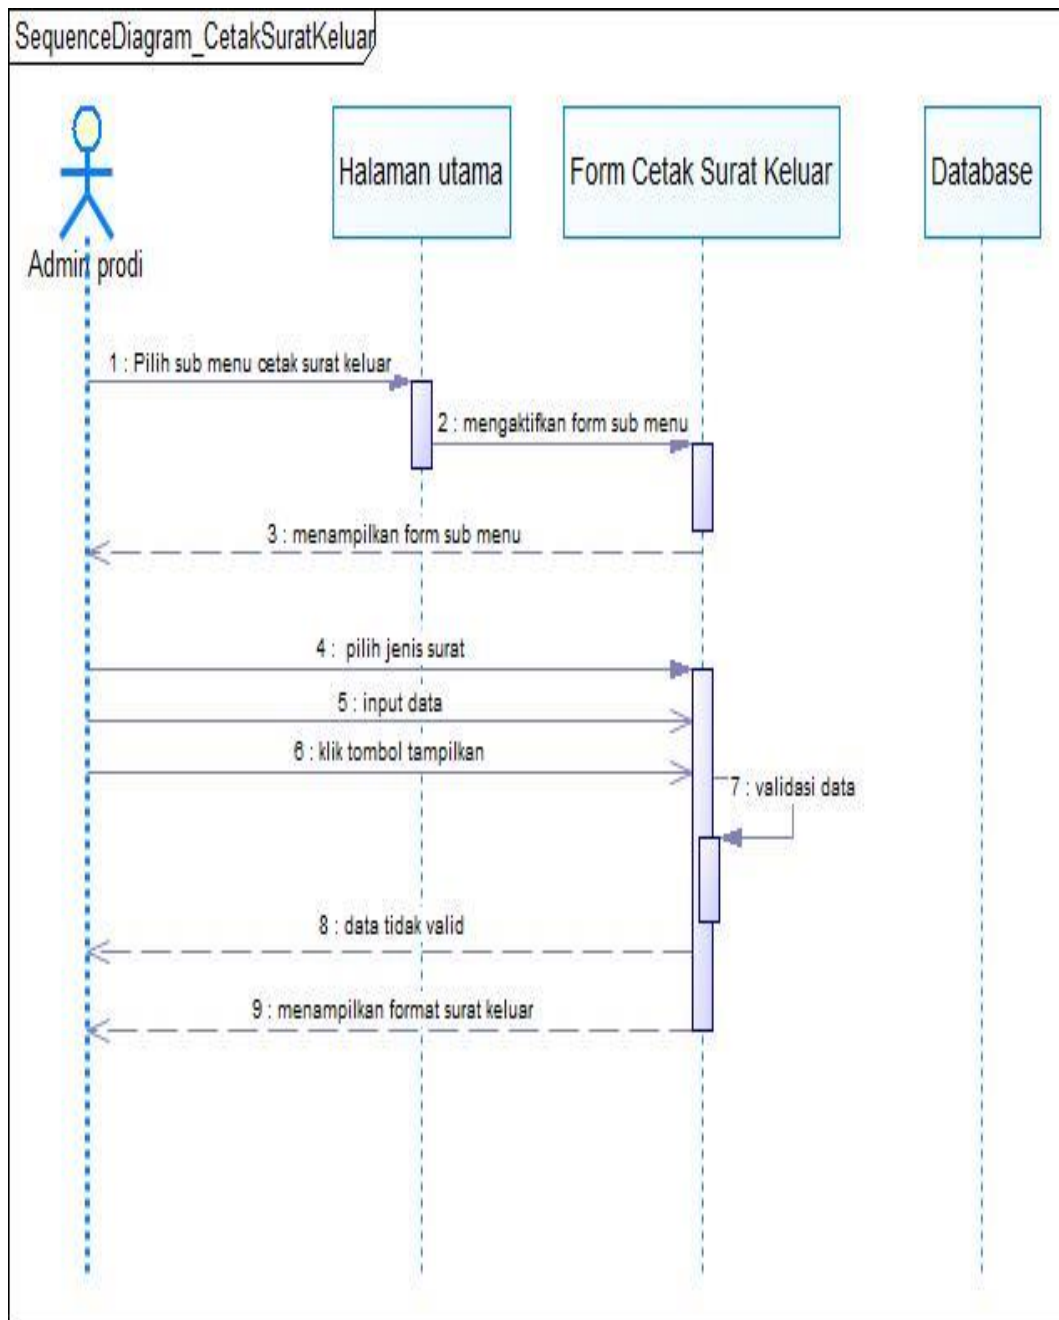 SequenceDiagram_CetakSuratKeluar
Admin prodi
Halaman utama
Form Cetak Surat Keluar
Database
1 : Pilih sub menu cetak surat keluar
2 : mengaktifkan form sub menu
3 : menampilkan form sub menu
4 : pilih jenis surat
5 : input data
6 : klik tombol tampilkan
7 : validasi data
8 : data tidak valid
9 : menampilkan format surat keluar